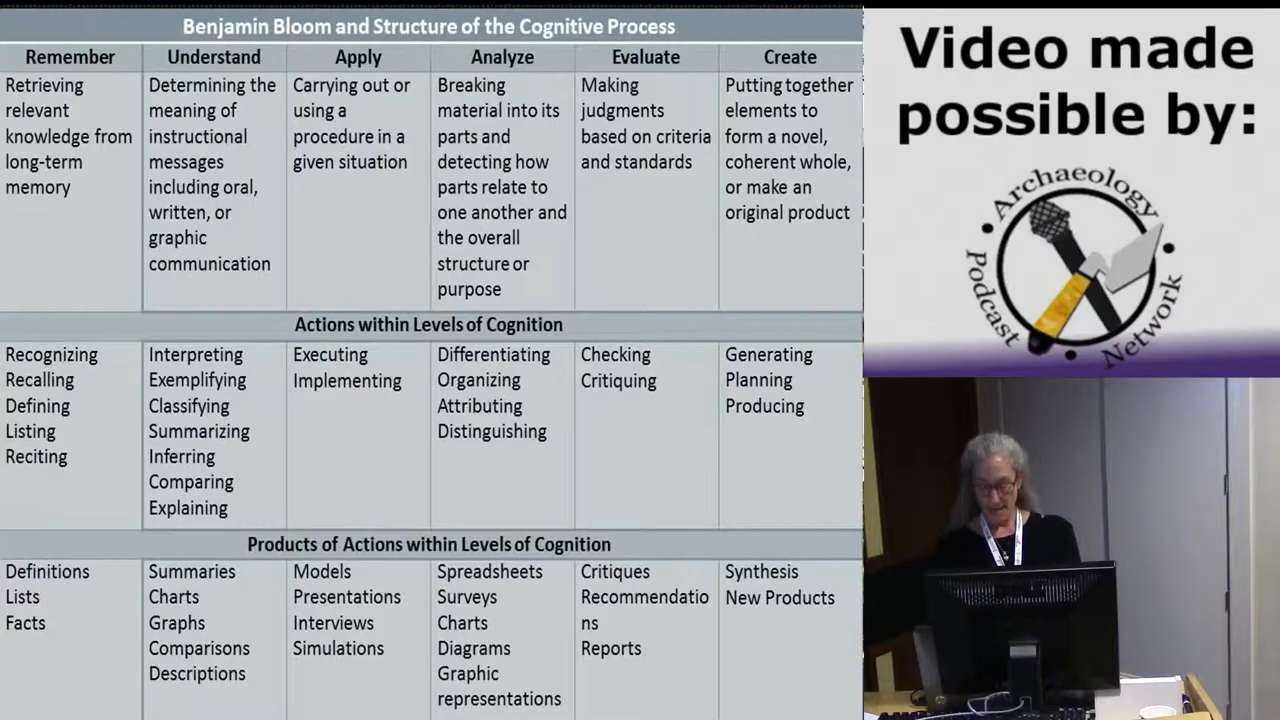 Benjamin Bloom and Structure of the Cognitive Process
Remember
Understand
Apply
Analyze
Evaluate
Create
Retrieving
relevant
knowledge from
long-term
memory
Determining the
meaning of
instructional
messages
including oral,
written, or
graphic
communication
Carrying out or
using a
procedure in a
given situation
Breaking
material into its
parts and
detecting how
parts relate to
one another and
the overall
structure or
purpose
Making
judgments
based on criteria
and standards
Putting together
elements to
form a novel,
coherent whole,
or make an
original product
Actions within Levels of Cognition
Recognizing
Recalling
Defining
Listing
Reciting
Interpreting
Exemplifying
Classifying
Summarizing
Inferring
Comparing
Explaining
Executing
Implementing
Differentiating
Organizing
Attributing
Distinguishing
Checking
Critiquing
Generating
Planning
Producing
Products of Actions within Levels of Cognition
Definitions
Lists
Facts
Summaries
Charts
Graphs
Comparisons
Descriptions
Models
Presentations
Interviews
Simulations
Spreadsheets
Surveys
Charts
Diagrams
Graphic
representations
Critiques
Recommendatio
ns
Reports
Synthesis
New Products
Video made
possible by:
Archaeology
Podcast
Network